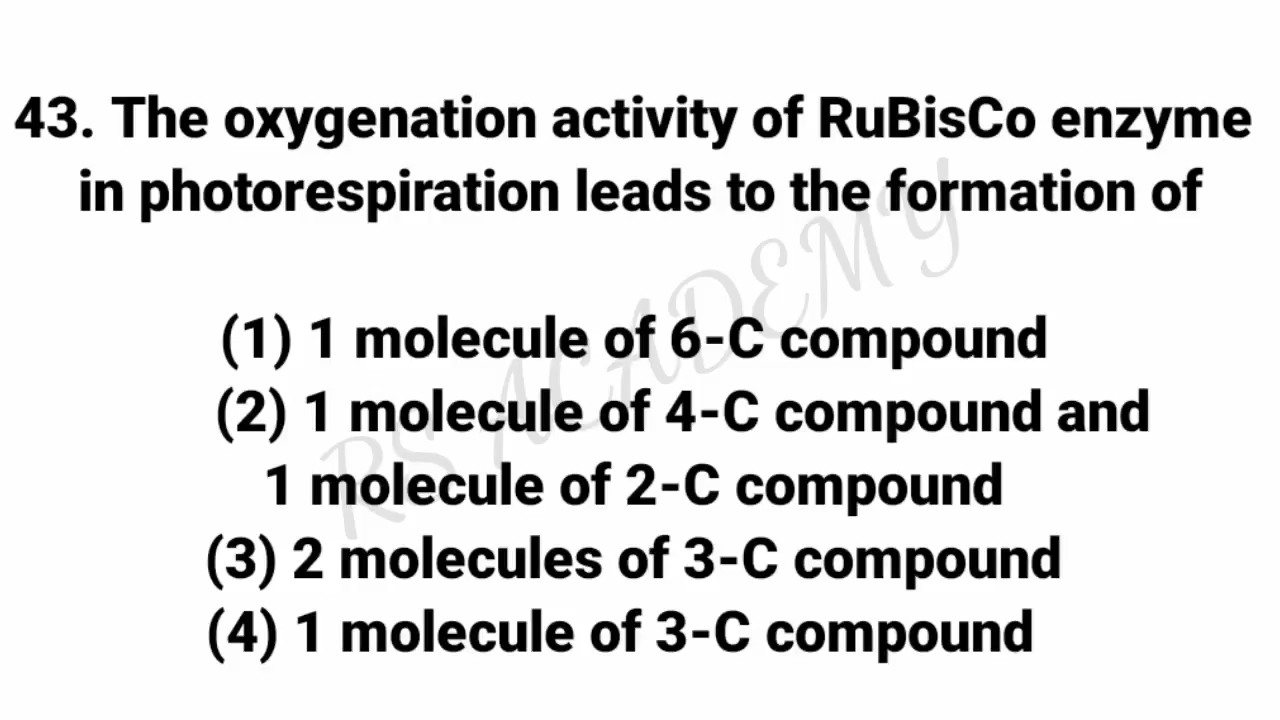 43. The oxygenation activity of RuBisCo enzyme
in photorespiration leads to the formation of
(1) 1 molecule of 6-C compound
(2) 1 molecule of 4-C compound and
1 molecule of 2-C compound
(3) 2 molecules of 3-C compound
(4) 1 molecule of 3-C compound
RS ACADEMY